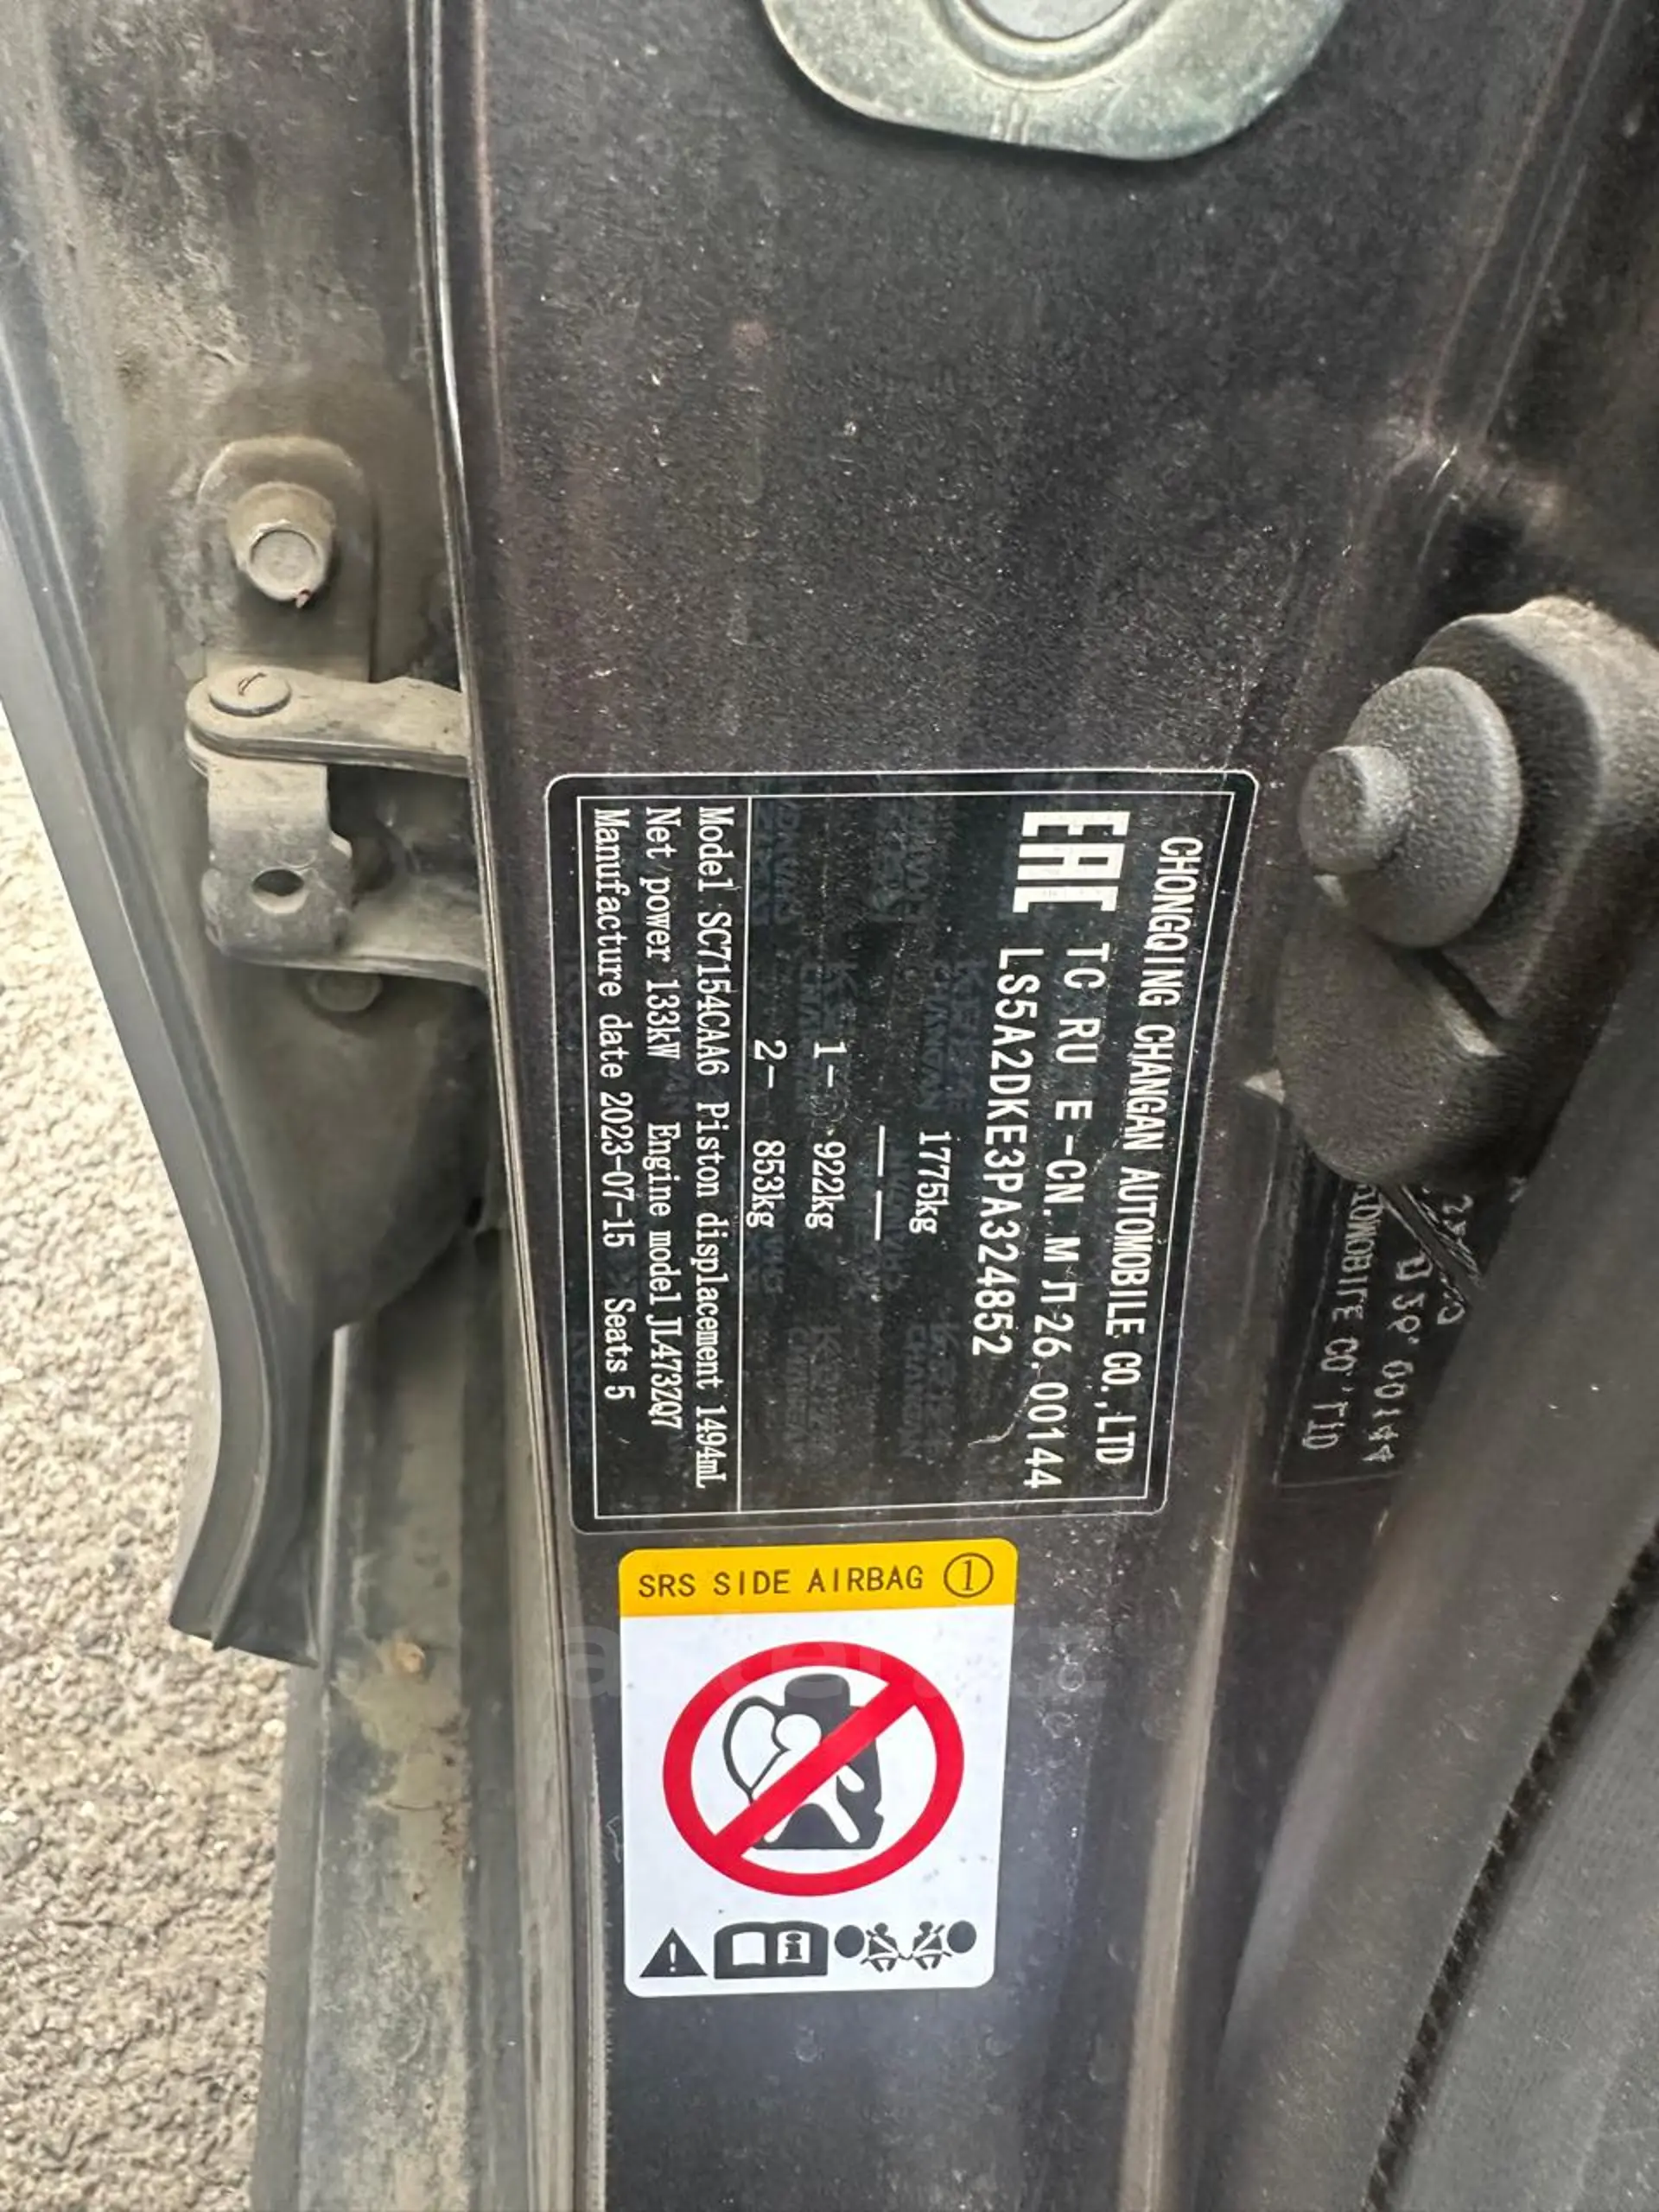 CHONGQING CHANGAN AUTOMOBILE CO.,LTD
EAC TC RU E-CN.МЛ26.00144
LS5A2DKE3PA324852
1775kg
——
1- 922kg
2- 853kg
Model SC7154CAA6 Piston displacement 1494mL
Net power 133kW Engine model JL473ZQ7
Manufacture date 2023-07-15 Seats 5
SRS SIDE AIRBAG ①